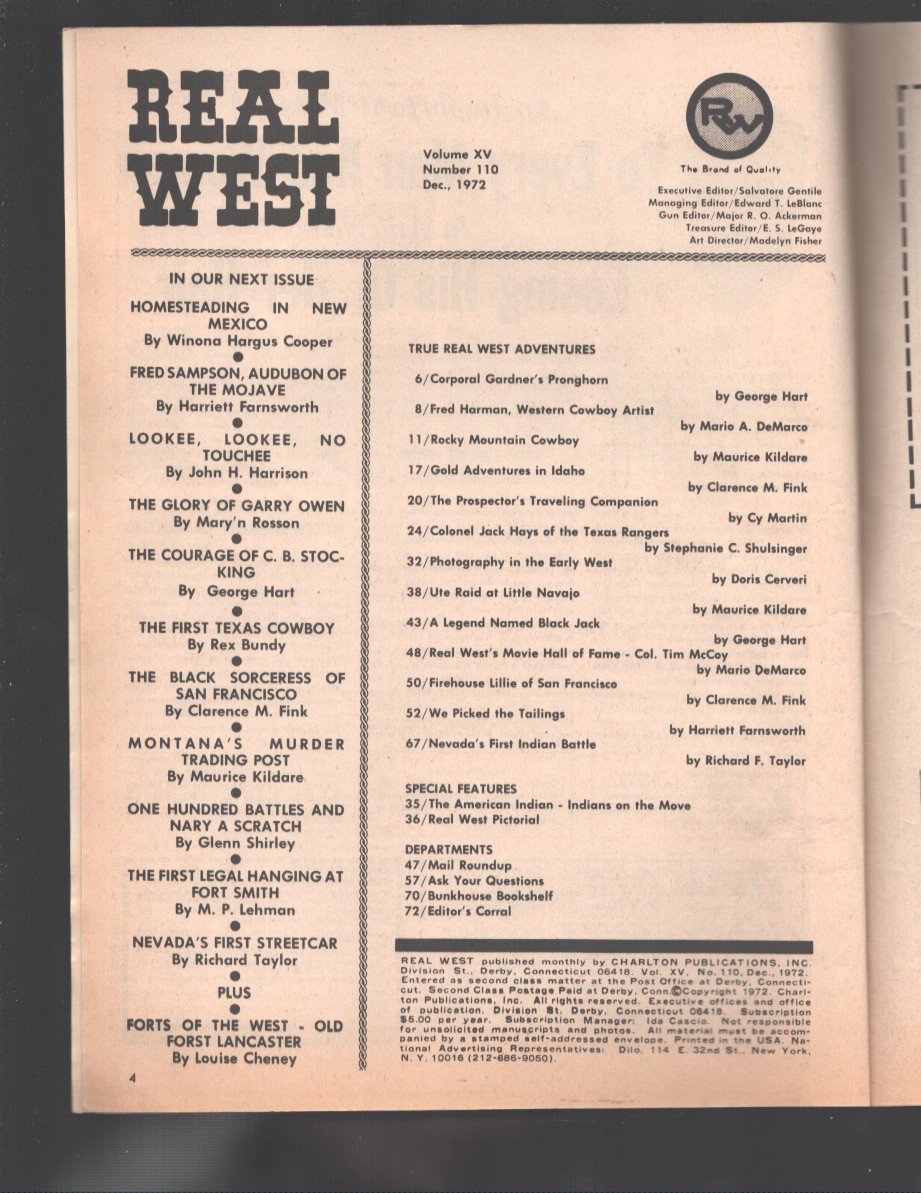 REAL
WEST
Volume XV
Number 110
Dec., 1972
RW
The Brand of Quality
Executive Editor/Salvatore Gentile
Managing Editor/Edward T. LeBlanc
Gun Editor/Major R. O. Ackerman
Treasure Editor/E. S. LeGaye
Art Director/Madelyn Fisher
IN OUR NEXT ISSUE
HOMESTEADING IN NEW
MEXICO
By Winona Hargus Cooper
FRED SAMPSON, AUDUBON OF
THE MOJAVE
By Harriett Farnsworth
LOOKEE, LOOKEE, NO
TOUCHEE
By John H. Harrison
THE GLORY OF GARRY OWEN
By Mary'n Rosson
THE COURAGE OF C. B. STOC-
KING
By George Hart
THE FIRST TEXAS COWBOY
By Rex Bundy
THE BLACK SORCERESS OF
SAN FRANCISCO
By Clarence M. Fink
MONTANA'S MURDER
TRADING POST
By Maurice Kildare
ONE HUNDRED BATTLES AND
NARY A SCRATCH
By Glenn Shirley
THE FIRST LEGAL HANGING AT
FORT SMITH
By M. P. Lehman
NEVADA'S FIRST STREETCAR
By Richard Taylor
PLUS
FORTS OF THE WEST - OLD
FORST LANCASTER
By Louise Cheney
4
TRUE REAL WEST ADVENTURES
6/Corporal Gardner's Pronghorn
by George Hart
8/Fred Harman, Western Cowboy Artist
by Mario A. DeMarco
11/Rocky Mountain Cowboy
by Maurice Kildare
17/Gold Adventures in Idaho
by Clarence M. Fink
20/The Prospector's Traveling Companion
by Cy Martin
24/Colonel Jack Hays of the Texas Rangers
by Stephanie C. Shulsinger
32/Photography in the Early West
by Doris Cerveri
38/Ute Raid at Little Navajo
by Maurice Kildare
43/A Legend Named Black Jack
by George Hart
48/Real West's Movie Hall of Fame - Col. Tim McCoy
by Mario DeMarco
50/Firehouse Lillie of San Francisco
by Clarence M. Fink
52/We Picked the Tailings
by Harriett Farnsworth
67/Nevada's First Indian Battle
by Richard F. Taylor
SPECIAL FEATURES
35/The American Indian - Indians on the Move
36/Real West Pictorial
DEPARTMENTS
47/Mail Roundup
57/Ask Your Questions
70/Bunkhouse Bookshelf
72/Editor's Corral
REAL WEST published monthly by CHARLTON PUBLICATIONS, INC.
Division St., Derby, Connecticut 06418. Vol. XV, No. 110, Dec., 1972.
Entered as second class matter at the Post Office at Derby, Connecti-
cut. Second Class Postage Paid at Derby, Conn.©Copyright 1972, Charl-
ton Publications, Inc. All rights reserved. Executive offices and office
of publication, Division St. Derby, Connecticut 06418. Subscription
$5.00 per year. Subscription Manager: Ida Cascio. Not responsible
for unsolicited manuscripts and photos. All material must be accom-
panied by a stamped self-addressed envelope. Printed in the USA. Na-
tional Advertising Representatives: Dilo, 114 E. 32nd St., New York,
N. Y. 10016 (212-686-9050).